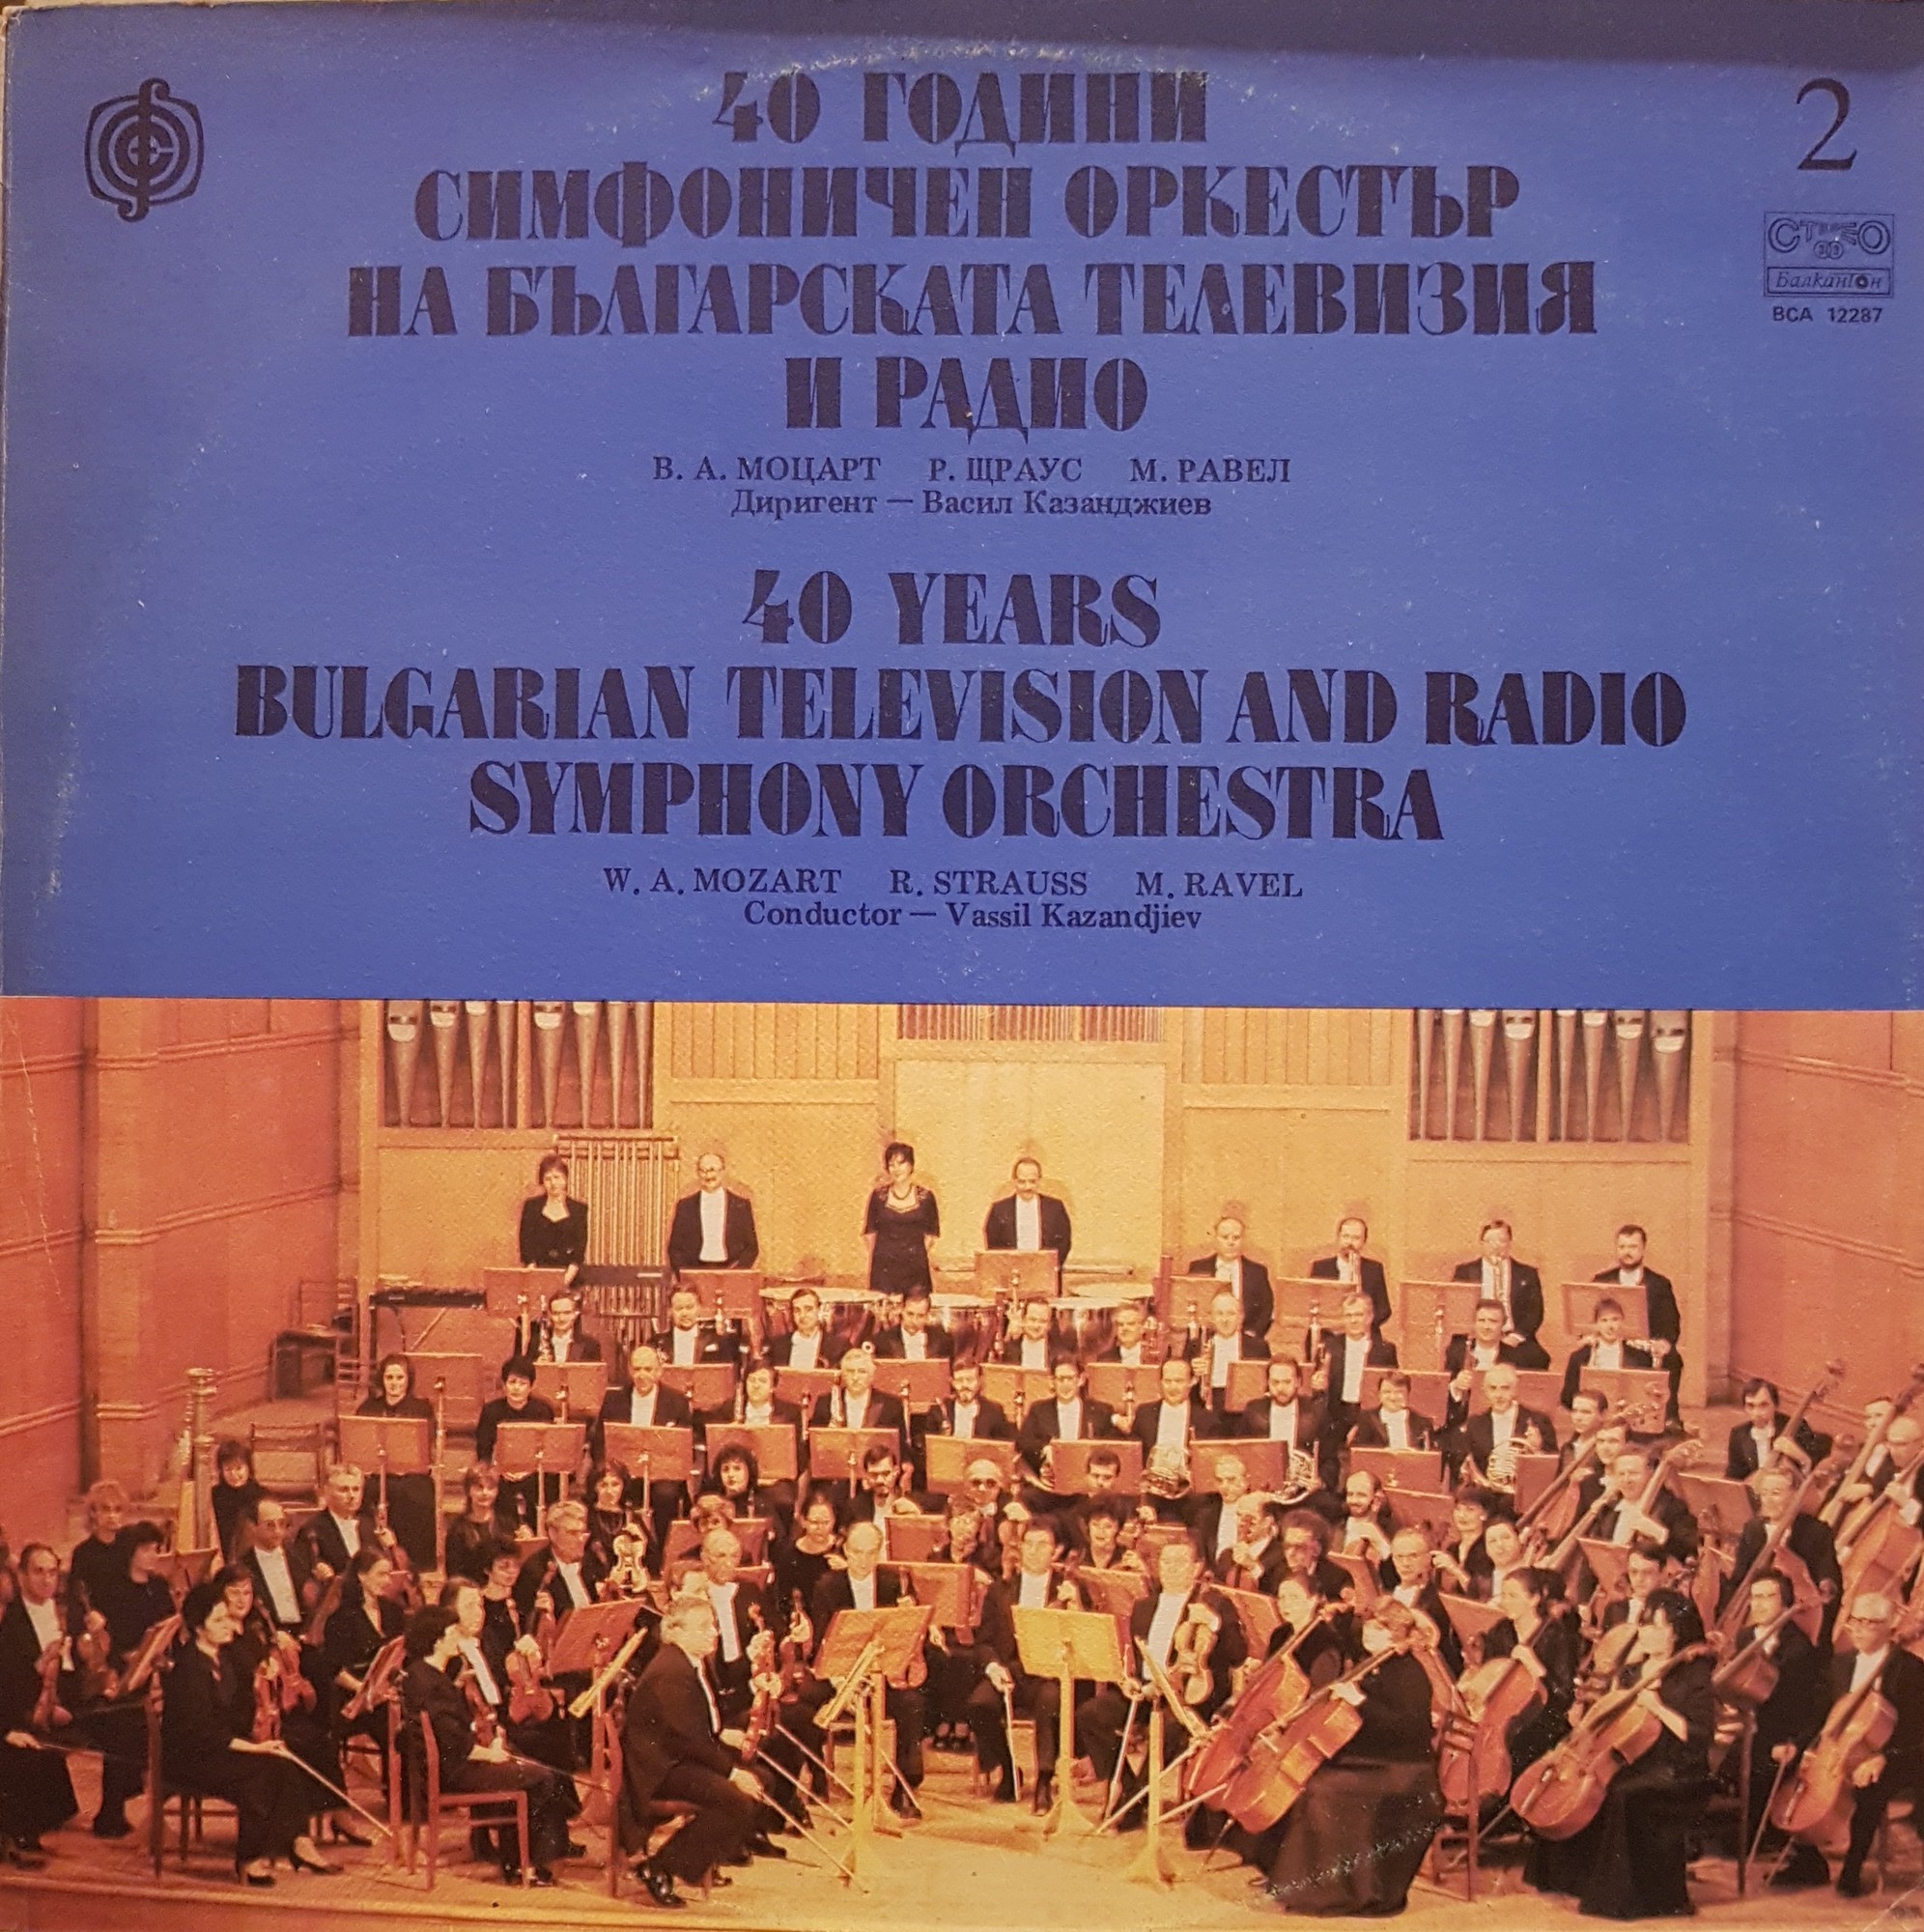 40 ГОДИНИ
СИМФОНИЧЕН ОРКЕСТЪР
НА БЪЛГАРСКАТА ТЕЛЕВИЗИЯ
И РАДИО
В. А. МОЦАРТ Р. ЩРАУС М. РАВЕЛ
Диригент — Васил Казанджиев
2
СТЕРЕО
Балкантон
ВСА 12287
40 YEARS
BULGARIAN TELEVISION AND RADIO
SYMPHONY ORCHESTRA
W. A. MOZART R. STRAUSS M. RAVEL
Conductor — Vassil Kazandjiev